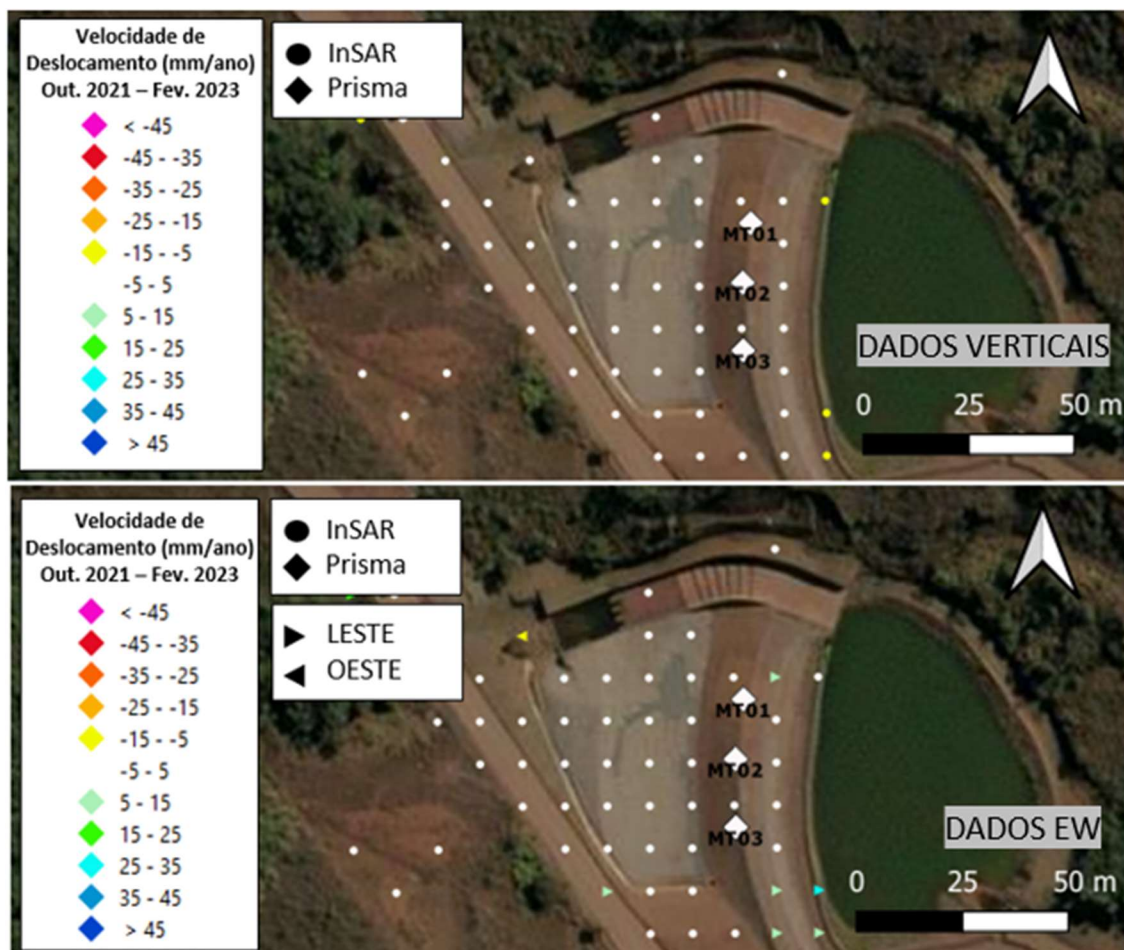 Velocidade de
Deslocamento (mm/ano)
Out. 2021 – Fev. 2023
< -45
-45 - -35
-35 - -25
-25 - -15
-15 - -5
-5 - 5
5 - 15
15 - 25
25 - 35
35 - 45
> 45
InSAR
Prisma
MT01
MT02
MT03
DADOS VERTICAIS
0 25 50 m
Velocidade de
Deslocamento (mm/ano)
Out. 2021 – Fev. 2023
< -45
-45 - -35
-35 - -25
-25 - -15
-15 - -5
-5 - 5
5 - 15
15 - 25
25 - 35
35 - 45
> 45
InSAR
Prisma
LESTE
OESTE
MT01
MT02
MT03
DADOS EW
0 25 50 m